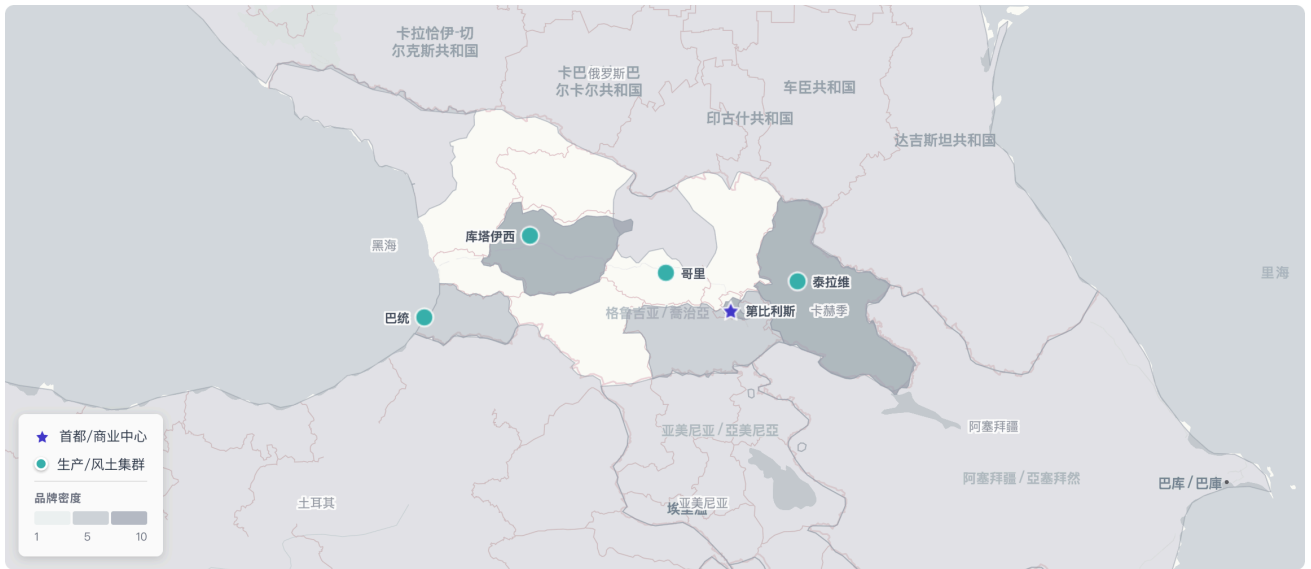 卡拉恰伊-切
尔克斯共和国
卡巴
俄罗斯
巴
尔卡尔共和国
车臣共和国
印古什共和国
达吉斯坦共和国
库塔伊西
黑海
哥里
泰拉维
里海
巴统
格鲁吉亚 / 喬治亞
第比利斯
卡赫季
阿塞拜疆
亚美尼亚 / 亞美尼亞
阿塞拜疆 / 亞塞拜然
巴库 / 巴庫
土耳其
亚美尼亚
首都/商业中心
生产/风土集群
品牌密度
1 5 10